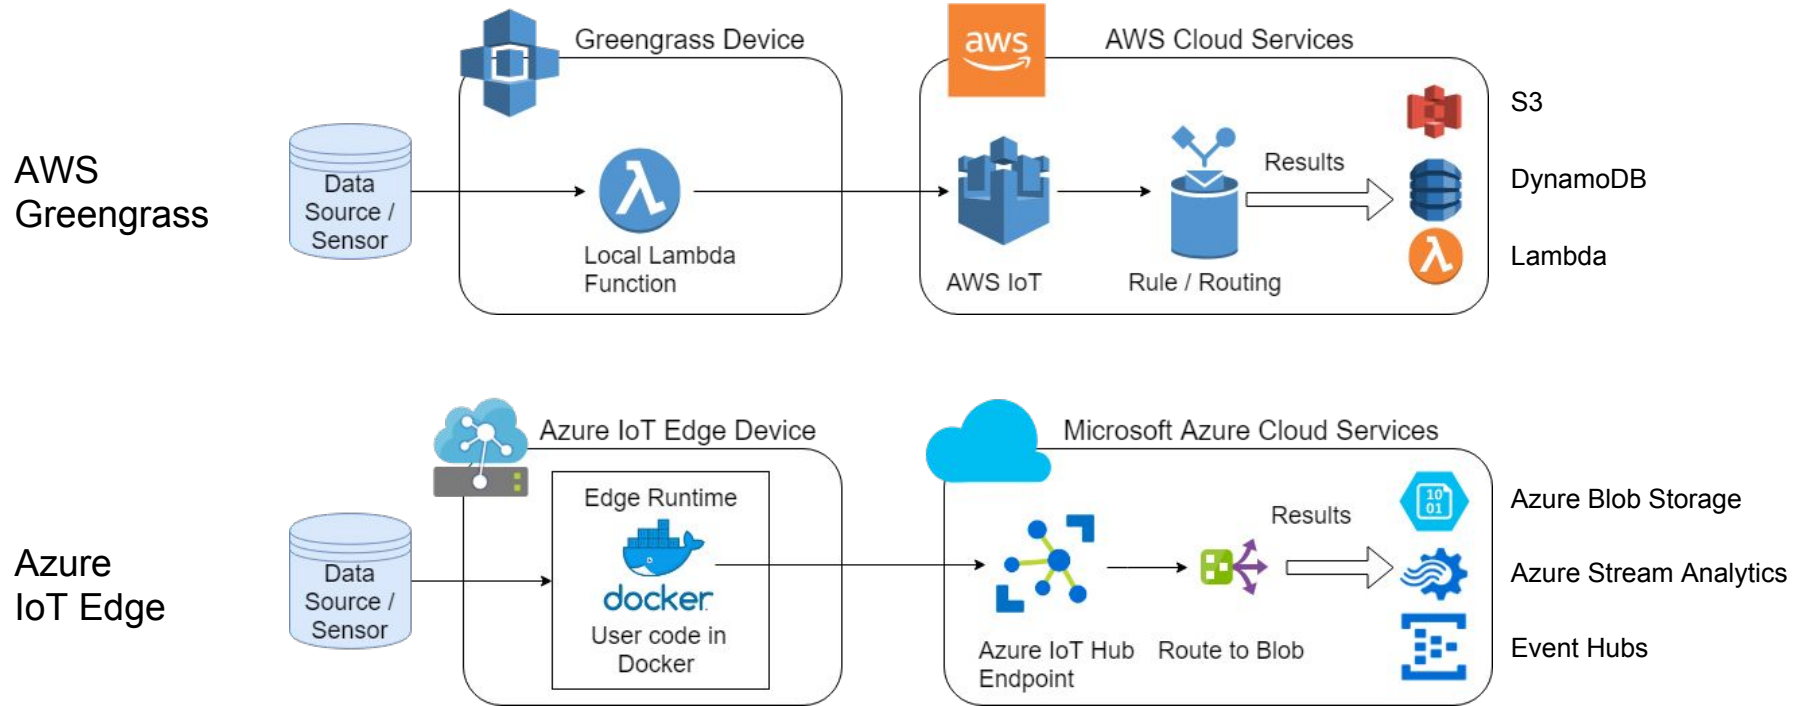 AWS
Greengrass
Data
Source /
Sensor
Greengrass Device
Local Lambda
Function
aws
AWS Cloud Services
AWS IoT
Rule / Routing
Results
S3
DynamoDB
Lambda
Azure
IoT Edge
Data
Source /
Sensor
Azure IoT Edge Device
Edge Runtime
docker
User code in
Docker
Microsoft Azure Cloud Services
Azure IoT Hub
Endpoint
Route to Blob
Results
10
01
Azure Blob Storage
Azure Stream Analytics
Event Hubs